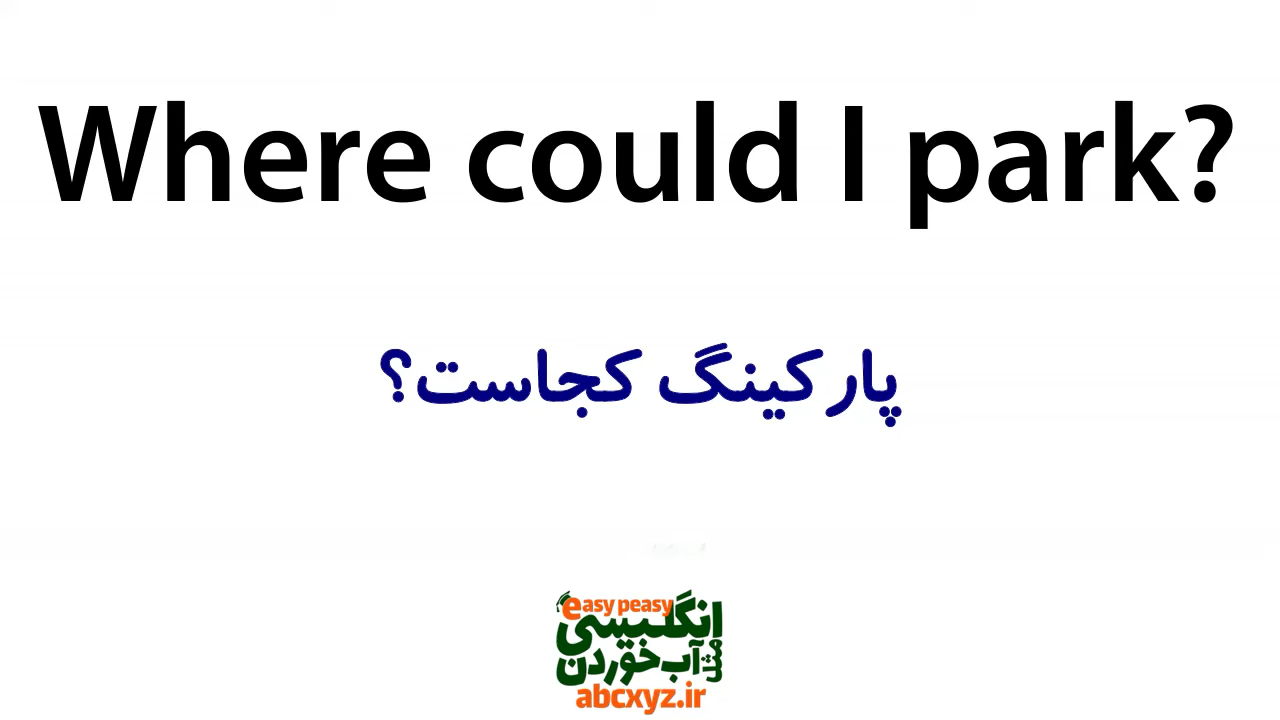 Where could I park?
پارکینگ کجاست؟
easy peasy
انگلیسی
مثل آب خوردن
abcxyz.ir